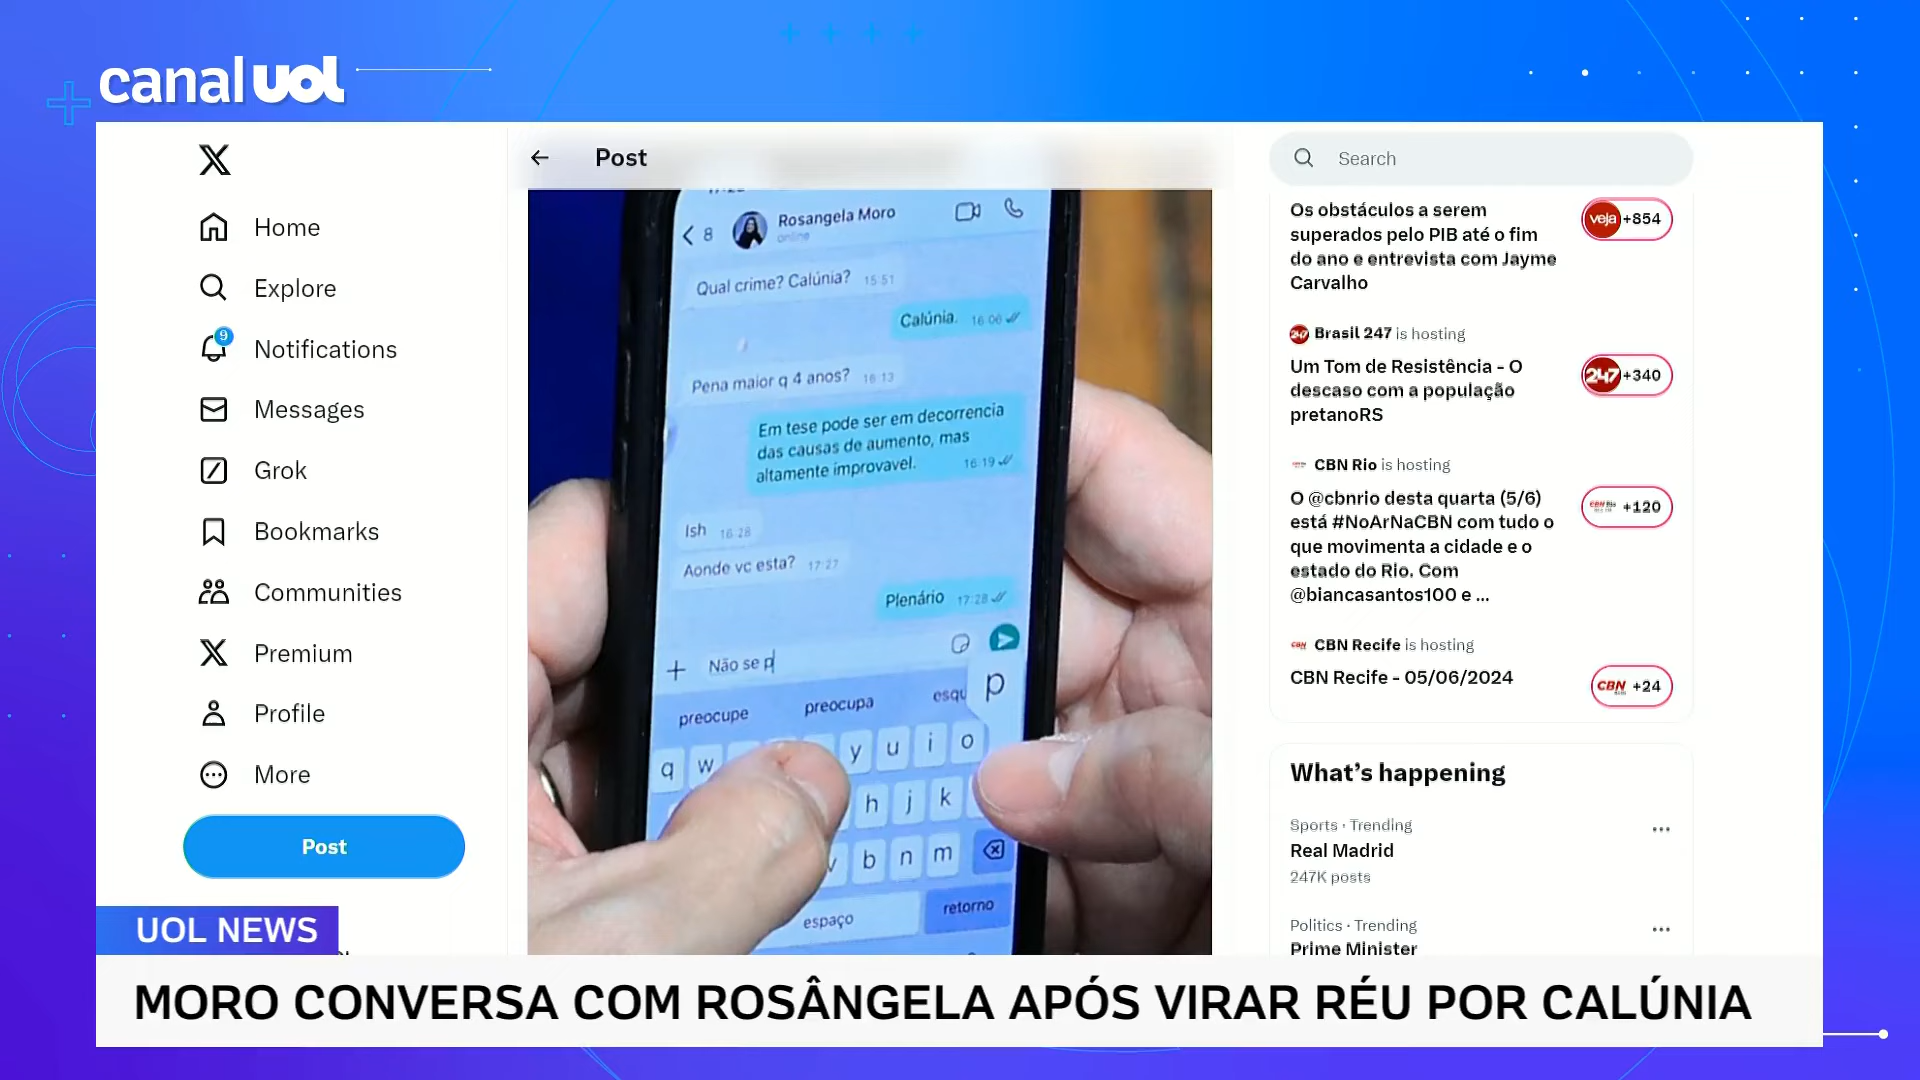 canal uol
Home
Explore
9
Notifications
Messages
Grok
Bookmarks
Communities
Premium
Profile
More
Post
Post
8
Rosangela Moro
online
Qual crime? Calúnia? 15:51
Calúnia. 16:06
Pena maior q 4 anos? 16:13
Em tese pode ser em decorrencia
das causas de aumento, mas
altamente improvavel. 16:19
Ish 16:28
Aonde vc esta? 17:27
Plenário 17:28
Não se p
p
preocupe preocupa esqu
q w y u i o
h j k
v b n m
espaço retorno
Search
Os obstáculos a serem
superados pelo PIB até o fim
do ano e entrevista com Jayme
Carvalho
veja +854
247 Brasil 247 is hosting
Um Tom de Resistência - O
descaso com a população
pretanoRS
247 +340
CBN Rio is hosting
O @cbnrio desta quarta (5/6)
está #NoArNaCBN com tudo o
que movimenta a cidade e o
estado do Rio. Com
@biancasantos100 e ...
+120
CBN Recife is hosting
CBN Recife - 05/06/2024
CBN +24
What's happening
Sports · Trending
Real Madrid
247K posts
Politics · Trending
Prime Minister
UOL NEWS
MORO CONVERSA COM ROSÂNGELA APÓS VIRAR RÉU POR CALÚNIA